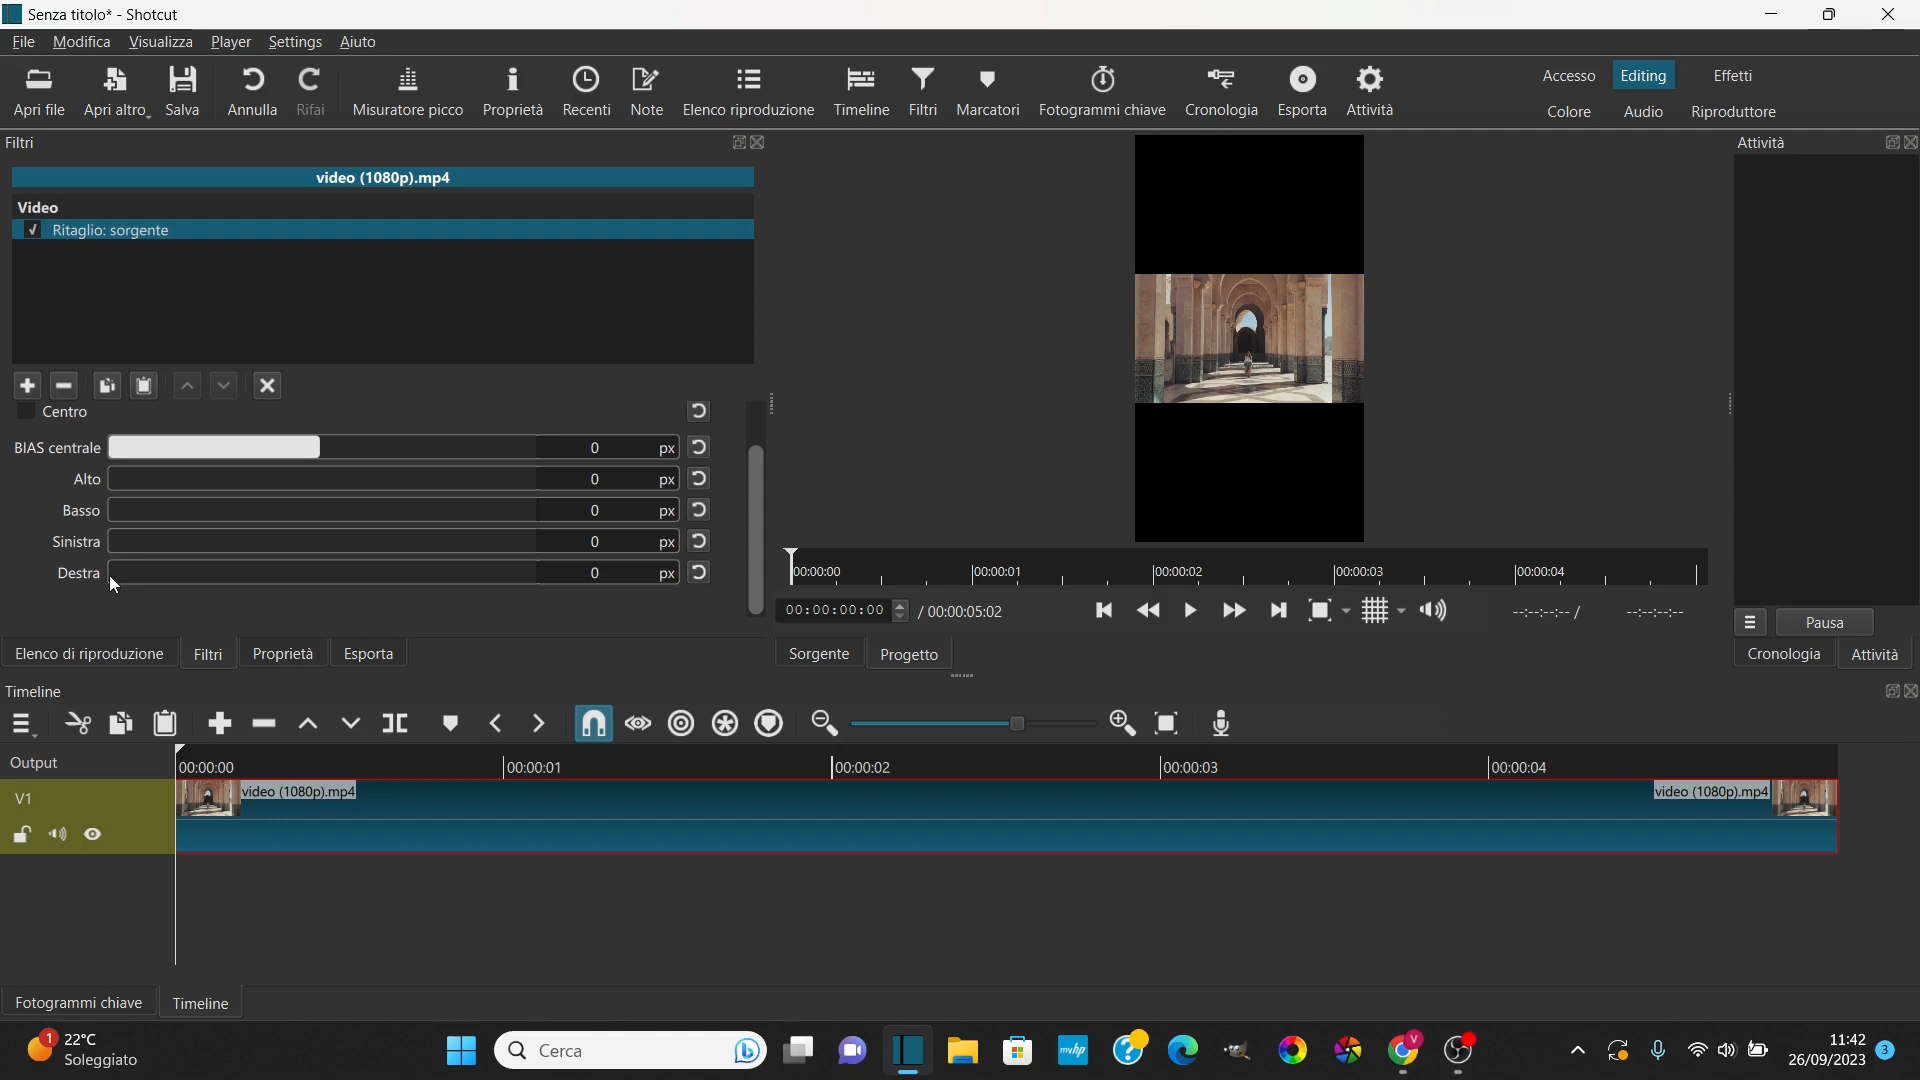 Senza titolo* - Shotcut
File Modifica Visualizza Player Settings Aiuto
Apri file Apri altro Salva Annulla Rifai Misuratore picco Proprietà Recenti Note Elenco riproduzione Timeline Filtri Marcatori Fotogrammi chiave Cronologia Esporta Attività
Accesso Editing Effetti
Colore Audio Riproduttore
Filtri
Attività
video (1080p).mp4
Video
Ritaglio: sorgente
Centro
BIAS centrale 0 px
Alto 0 px
Basso 0 px
Sinistra 0 px
Destra 0 px
00:00:00 00:00:01 00:00:02 00:00:03 00:00:04
00:00:00:00 / 00:00:05:02
--:--:--:-- / --:--:--:--
Pausa
Elenco di riproduzione Filtri Proprietà Esporta
Sorgente Progetto
Cronologia Attività
Timeline
Output
00:00:00 00:00:01 00:00:02 00:00:03 00:00:04
V1
video (1080p).mp4
video (1080p).mp4
Fotogrammi chiave Timeline
1
22°C
Soleggiato
Cerca
myhp
V
11:42
26/09/2023
3